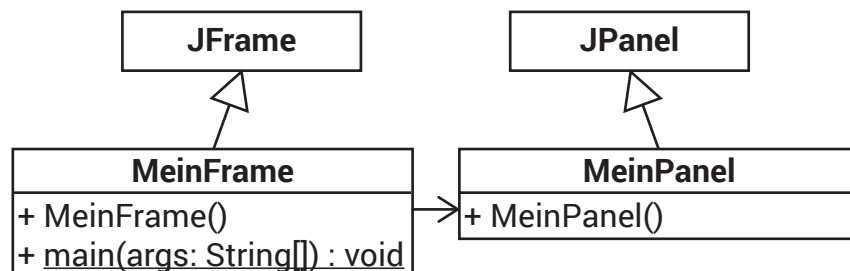 JFrame
JPanel
MeinFrame
+ MeinFrame()
+ main(args: String[]) : void
MeinPanel
+ MeinPanel()